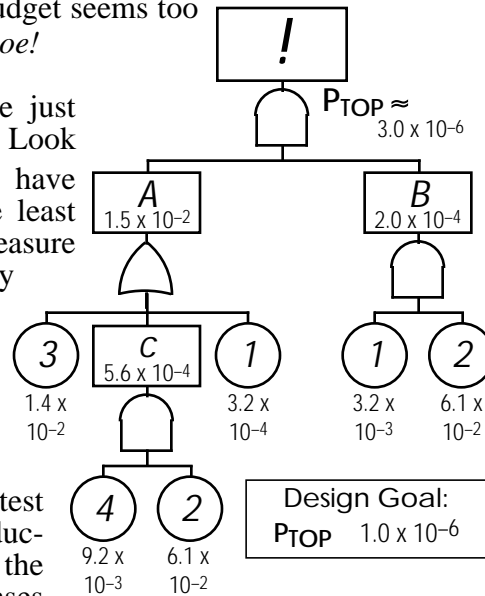 udget seems too
oe!
e just
Look
have
e least
easure
y
test
duc-
the
ses
!
PTOP ≈
3.0 x 10–6
A
1.5 x 10–2
B
2.0 x 10–4
3
1.4 x
10–2
C
5.6 x 10–4
1
3.2 x
10–4
1
3.2 x
10–3
2
6.1 x
10–2
4
9.2 x
10–3
2
6.1 x
10–2
Design Goal:
PTOP 1.0 x 10–6